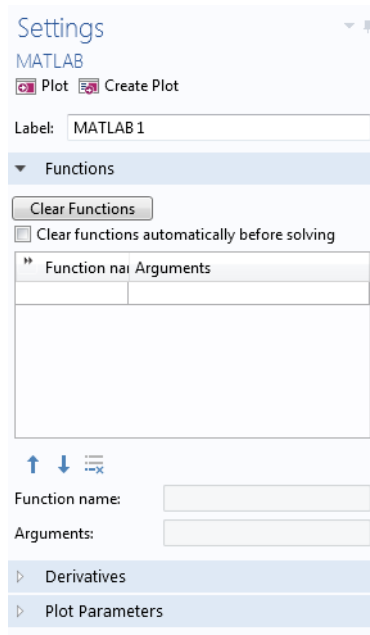 Settings
MATLAB
Plot Create Plot
Label: MATLAB 1
Functions
Clear Functions
Clear functions automatically before solving
Function nar Arguments
Function name:
Arguments:
Derivatives
Plot Parameters